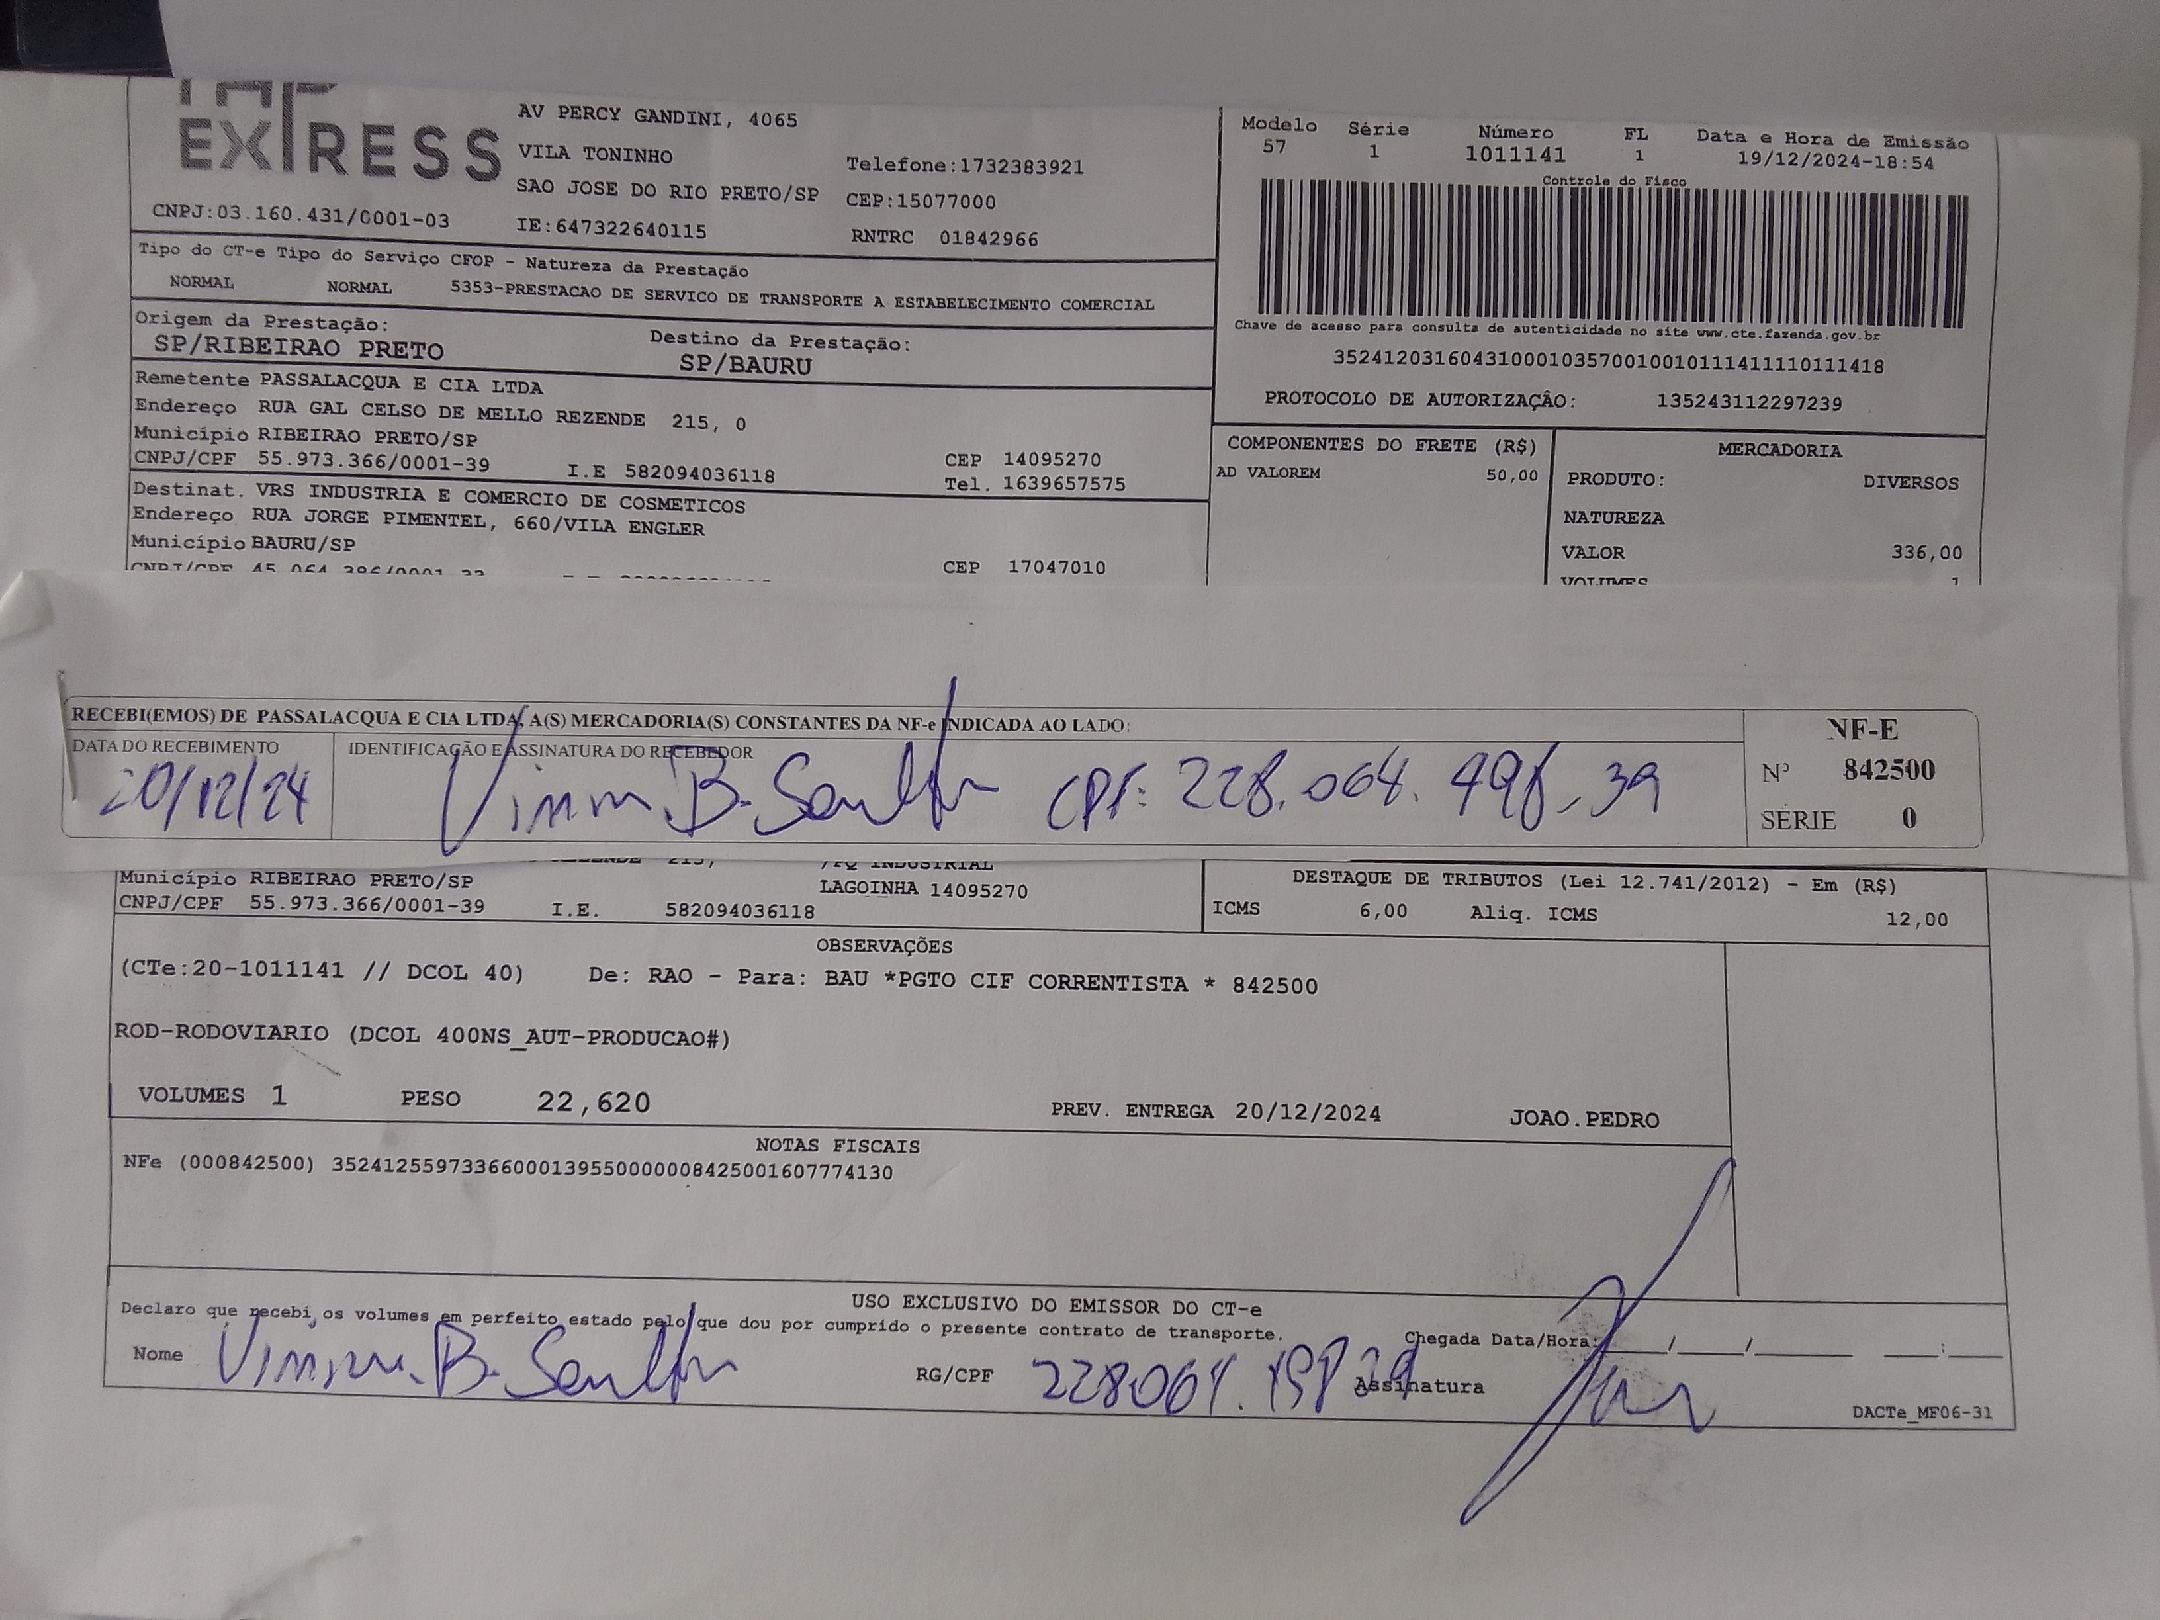 EXPRESS
AV PERCY GANDINI, 4065
VILA TONINHO
SAO JOSE DO RIO PRETO/SP
Telefone:1732383921
CEP:15077000
CNPJ:03.160.431/0001-03
IE:647322640115
RNTRC 01842966
Modelo Série Número FL Data e Hora de Emissão
57 1 1011141 1 19/12/2024-18:54
Controle do Fisco
Chave de acesso para consulta de autenticidade no site www.cte.fazenda.gov.br
35241203160431000103570010010111411110111418
PROTOCOLO DE AUTORIZAÇÃO: 135243112297239
Tipo do CT-e Tipo do Serviço CFOP - Natureza da Prestação
NORMAL NORMAL 5353-PRESTACAO DE SERVICO DE TRANSPORTE A ESTABELECIMENTO COMERCIAL
Origem da Prestação: Destino da Prestação:
SP/RIBEIRAO PRETO SP/BAURU
Remetente PASSALACQUA E CIA LTDA
Endereço RUA GAL CELSO DE MELLO REZENDE 215, 0
Município RIBEIRAO PRETO/SP
CNPJ/CPF 55.973.366/0001-39 I.E 582094036118
CEP 14095270
Tel. 1639657575
Destinat. VRS INDUSTRIA E COMERCIO DE COSMETICOS
Endereço RUA JORGE PIMENTEL, 660/VILA ENGLER
Município BAURU/SP
CEP 17047010
CNPJ/CPF
COMPONENTES DO FRETE (R$)
AD VALOREM 50,00
MERCADORIA
PRODUTO: DIVERSOS
NATUREZA
VALOR 336,00
VOLUMES 1
RECEBI(EMOS) DE PASSALACQUA E CIA LTDA, A(S) MERCADORIA(S) CONSTANTES DA NF-e INDICADA AO LADO:
DATA DO RECEBIMENTO IDENTIFICAÇÃO E ASSINATURA DO RECEBEDOR
20/12/24 B. CPF: 228.064.498-39
NF-E
Nº 842500
SÉRIE 0
215, /PQ INDUSTRIAL
Município RIBEIRAO PRETO/SP LAGOINHA 14095270
CNPJ/CPF 55.973.366/0001-39 I.E. 582094036118
DESTAQUE DE TRIBUTOS (Lei 12.741/2012) - Em (R$)
ICMS 6,00 Aliq. ICMS 12,00
OBSERVAÇÕES
(CTe:20-1011141 // DCOL 40) De: RAO - Para: BAU *PGTO CIF CORRENTISTA * 842500
ROD-RODOVIARIO (DCOL 400NS_AUT-PRODUCAO#)
VOLUMES 1 PESO 22,620 PREV. ENTREGA 20/12/2024 JOAO.PEDRO
NOTAS FISCAIS
NFe (000842500) 35241255973366000139550000008425001607774130
USO EXCLUSIVO DO EMISSOR DO CT-e
Declaro que recebi os volumes em perfeito estado pelo que dou por cumprido o presente contrato de transporte.
Chegada Data/Hora: / / :
Nome B. RG/CPF Assinatura
DACTe_MF06-31